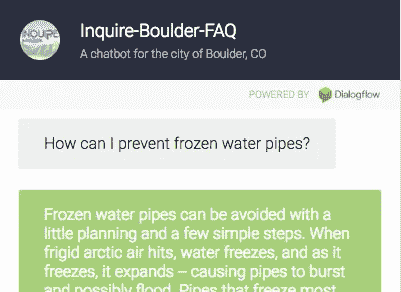 INQUIRE
Inquire-Boulder-FAQ
A chatbot for the city of Boulder, CO
POWERED BY Dialogflow
How can I prevent frozen water pipes?
Frozen water pipes can be avoided with a
little planning and a few simple steps. When
frigid arctic air hits, water freezes, and as it
freezes, it expands – causing pipes to burst
and possibly flood. Pipes that freeze most